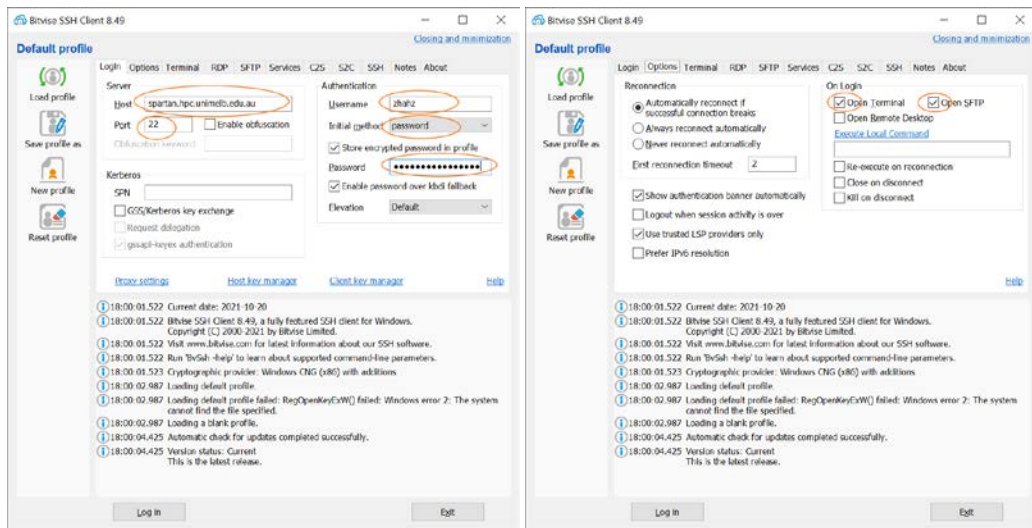 Bitvise SSH Client 8.49
Default profile
Closing and minimization
Load profile
Save profile as
New profile
Reset profile
Login Options Terminal RDP SFTP Services C2S S2C SSH Notes About
Server
Host spartan.hpc.unimelb.edu.au
Port 22 Enable obfuscation
Obfuscation keyword
Kerberos
SPN
GSS/Kerberos key exchange
Request delegation
gssapi-keyex authentication
Authentication
Username zhahz
Initial method password
Store encrypted password in profile
Password
Enable password over kbdi fallback
Elevation Default
Proxy settings Host key manager Client key manager Help
18:00:01.522 Current date: 2021-10-20
18:00:01.522 Bitvise SSH Client 8.49, a fully featured SSH client for Windows.
Copyright (C) 2000-2021 by Bitvise Limited.
18:00:01.522 Visit www.bitvise.com for latest information about our SSH software.
18:00:01.522 Run 'BvSsh -help' to learn about supported command-line parameters.
18:00:01.523 Cryptographic provider: Windows CNG (x86) with additions
18:00:02.987 Loading default profile.
18:00:02.987 Loading default profile failed: RegOpenKeyExW() failed: Windows error 2: The system
cannot find the file specified.
18:00:02.987 Loading a blank profile.
18:00:04.425 Automatic check for updates completed successfully.
18:00:04.425 Version status: Current
This is the latest release.
Log in Exit
Bitvise SSH Client 8.49
Default profile
Closing and minimization
Load profile
Save profile as
New profile
Reset profile
Login Options Terminal RDP SFTP Services C2S S2C SSH Notes About
Reconnection
Automatically reconnect if
successful connection breaks
Always reconnect automatically
Never reconnect automatically
First reconnection timeout 2
Show authentication banner automatically
Logout when session activity is over
Use trusted LSP providers only
Prefer IPv6 resolution
On Login
Open Terminal Open SFTP
Open Remote Desktop
Execute Local Command
Re-execute on reconnection
Close on disconnect
Kill on disconnect
Help
18:00:01.522 Current date: 2021-10-20
18:00:01.522 Bitvise SSH Client 8.49, a fully featured SSH client for Windows.
Copyright (C) 2000-2021 by Bitvise Limited.
18:00:01.522 Visit www.bitvise.com for latest information about our SSH software.
18:00:01.522 Run 'BvSsh -help' to learn about supported command-line parameters.
18:00:01.523 Cryptographic provider: Windows CNG (x86) with additions
18:00:02.987 Loading default profile.
18:00:02.987 Loading default profile failed: RegOpenKeyExW() failed: Windows error 2: The system
cannot find the file specified.
18:00:02.987 Loading a blank profile.
18:00:04.425 Automatic check for updates completed successfully.
18:00:04.425 Version status: Current
This is the latest release.
Log in Exit